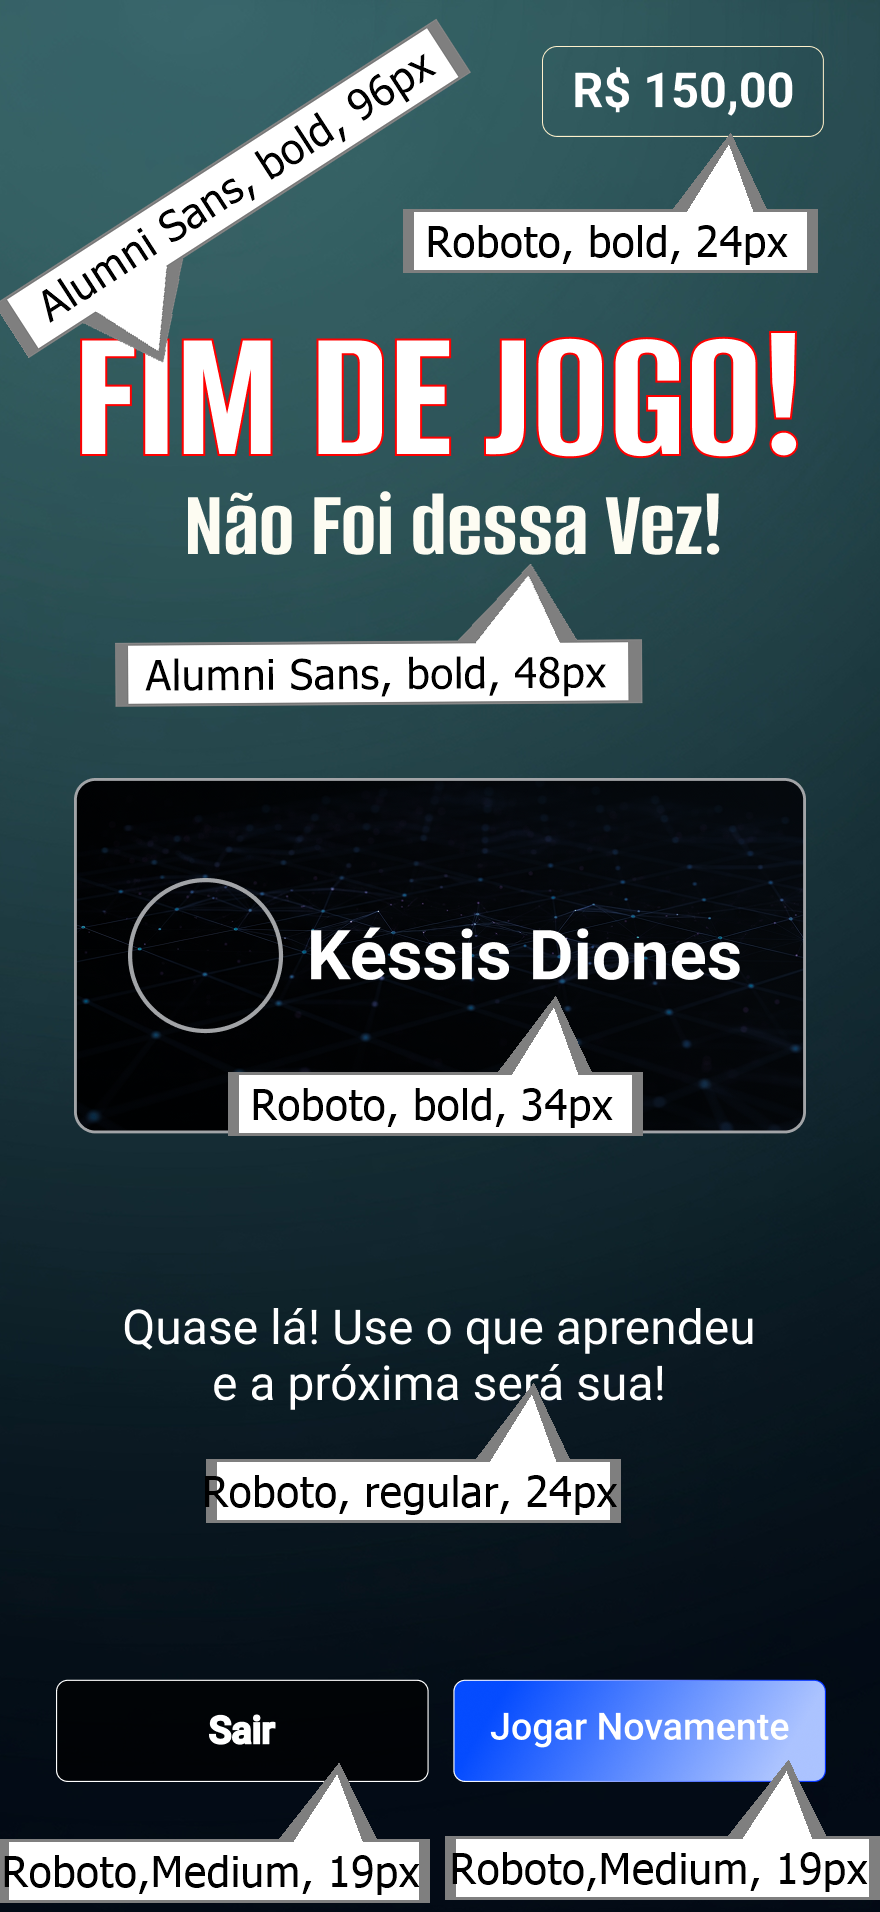 Alumni Sans, bold, 96px
R$ 150,00
Roboto, bold, 24px
FIM DE JOGO!
Não Foi dessa Vez!
Alumni Sans, bold, 48px
Késsis Diones
Roboto, bold, 34px
Quase lá! Use o que aprendeu
e a próxima será sua!
Roboto, regular, 24px
Sair
Jogar Novamente
Roboto,Medium, 19px
Roboto,Medium, 19px